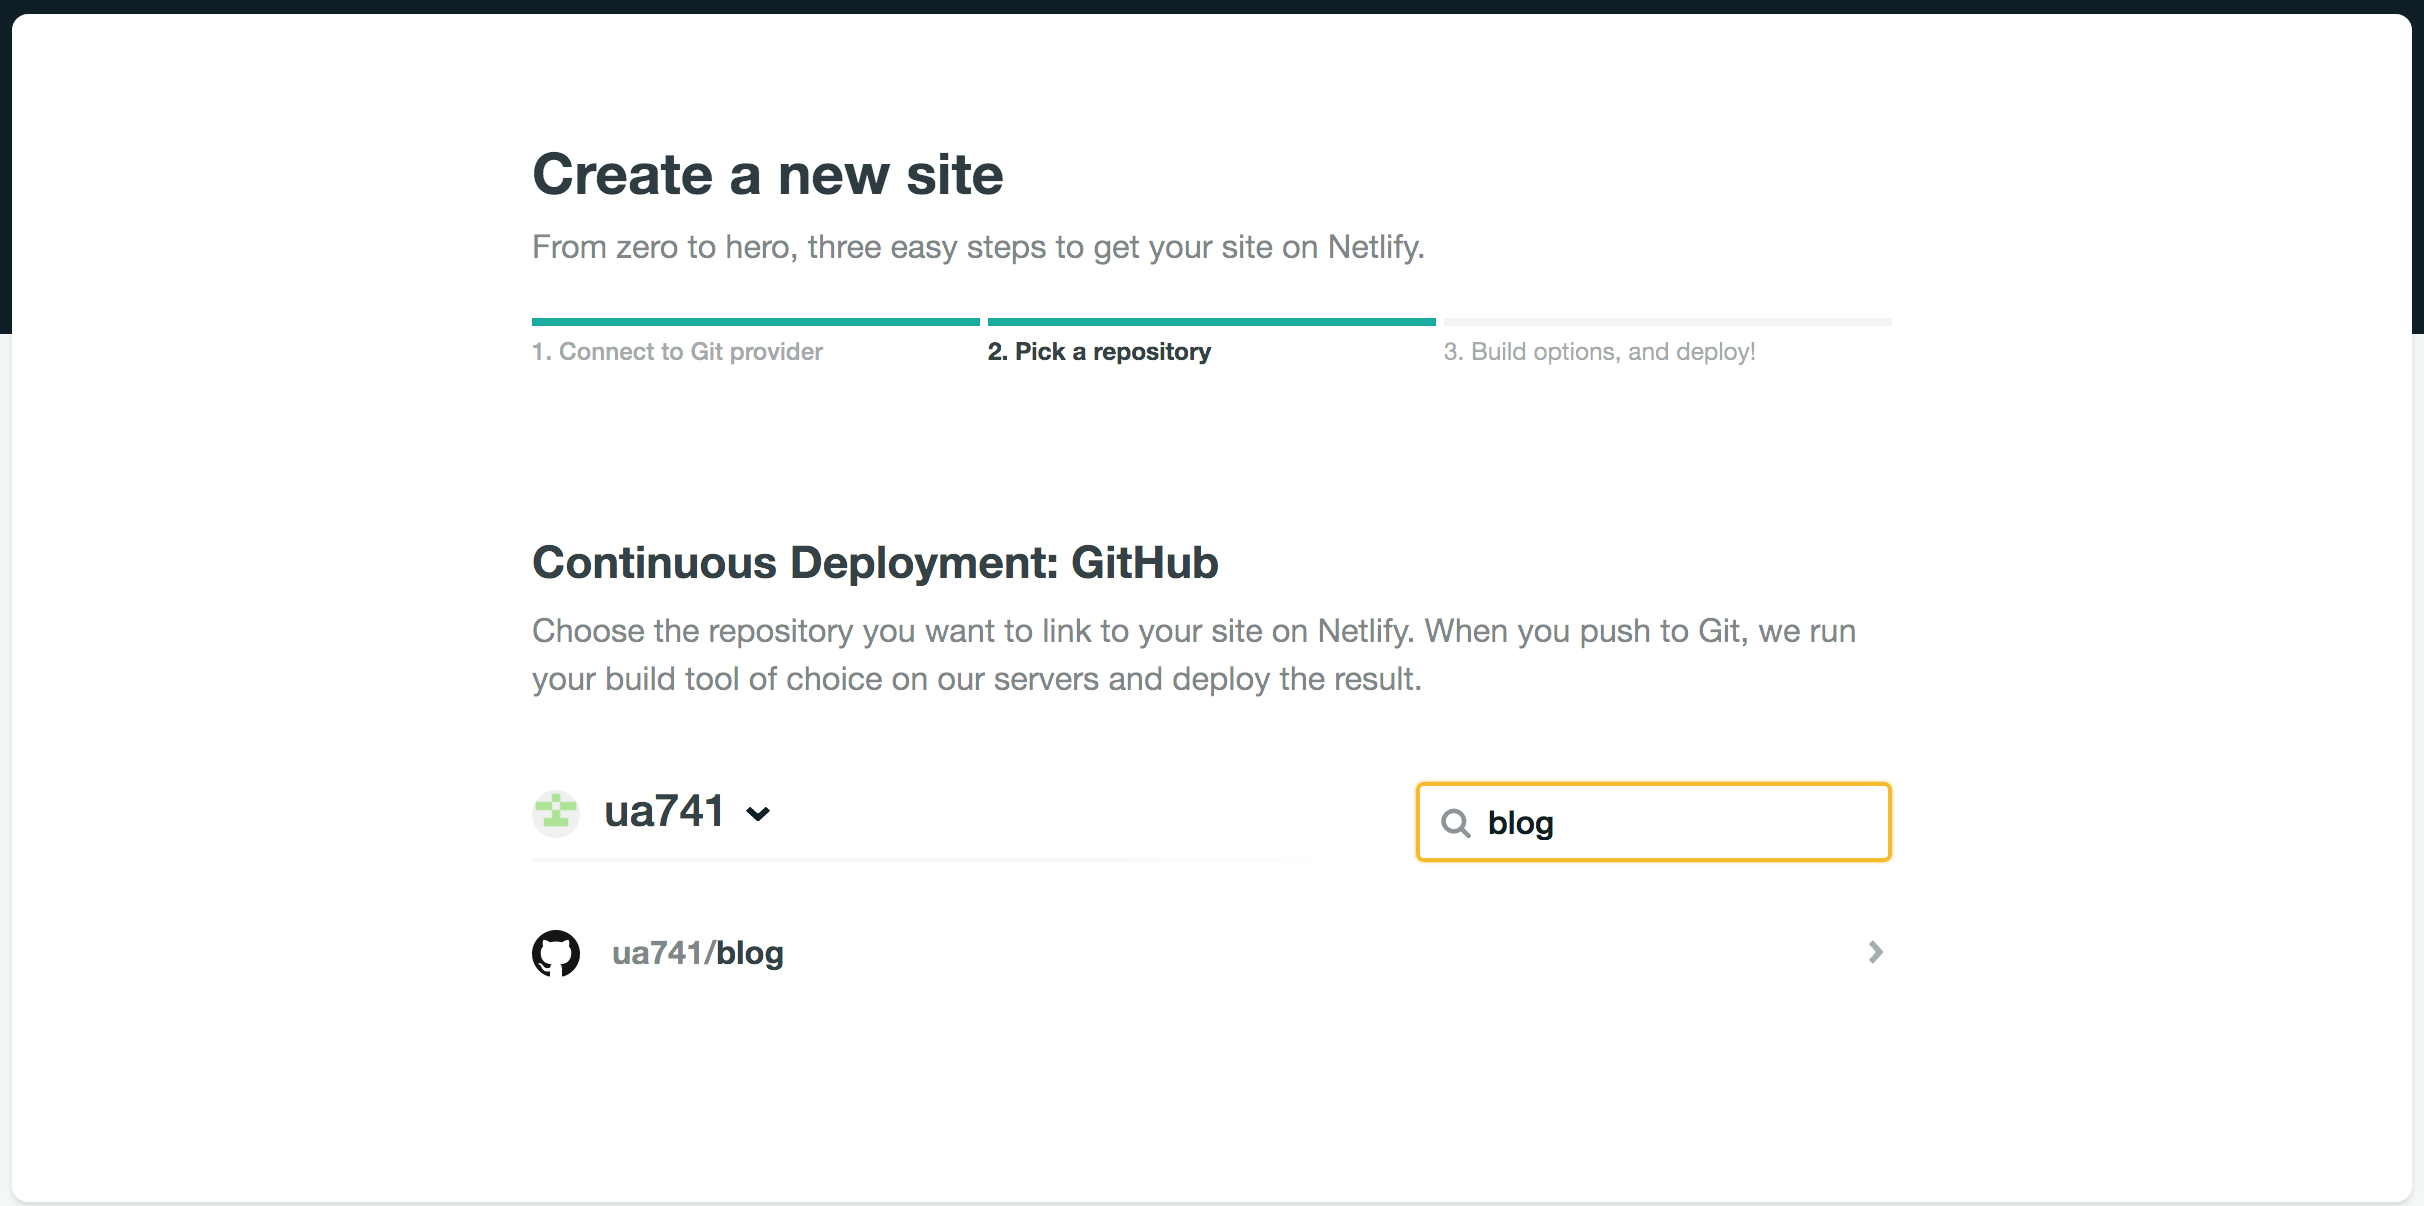 Create a new site
From zero to hero, three easy steps to get your site on Netlify.
1. Connect to Git provider
2. Pick a repository
3. Build options, and deploy!
Continuous Deployment: GitHub
Choose the repository you want to link to your site on Netlify. When you push to Git, we run
your build tool of choice on our servers and deploy the result.
ua741
blog
ua741/blog